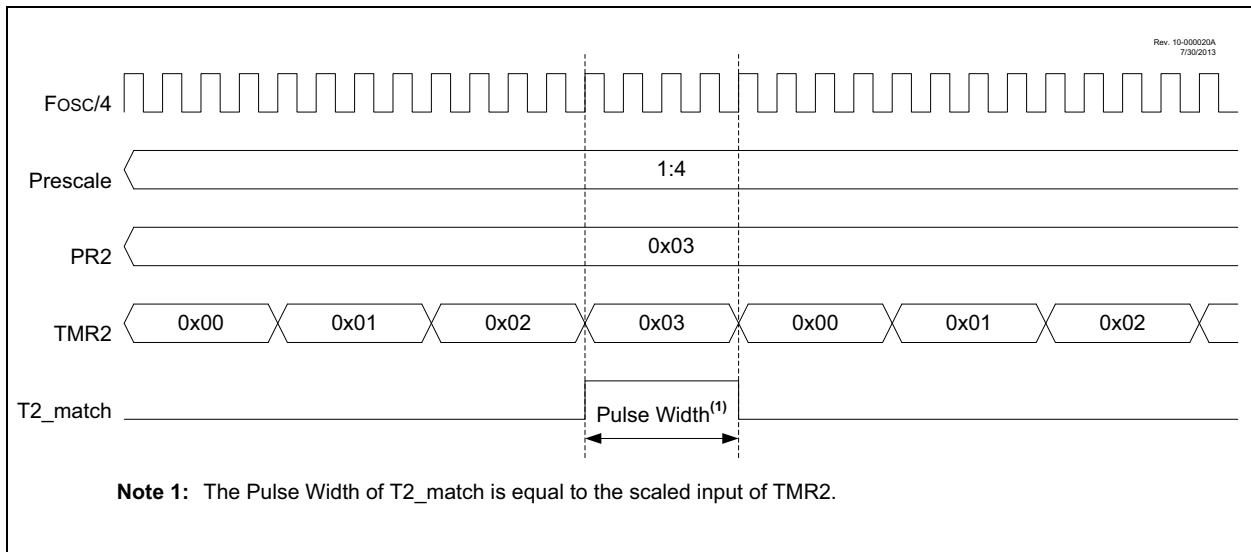 Rev. 10-000020A
7/30/2013
FOSC/4
Prescale
1:4
PR2
0x03
TMR2
0x00 0x01 0x02 0x03 0x00 0x01 0x02
T2_match
Pulse Width(1)
Note 1: The Pulse Width of T2_match is equal to the scaled input of TMR2.